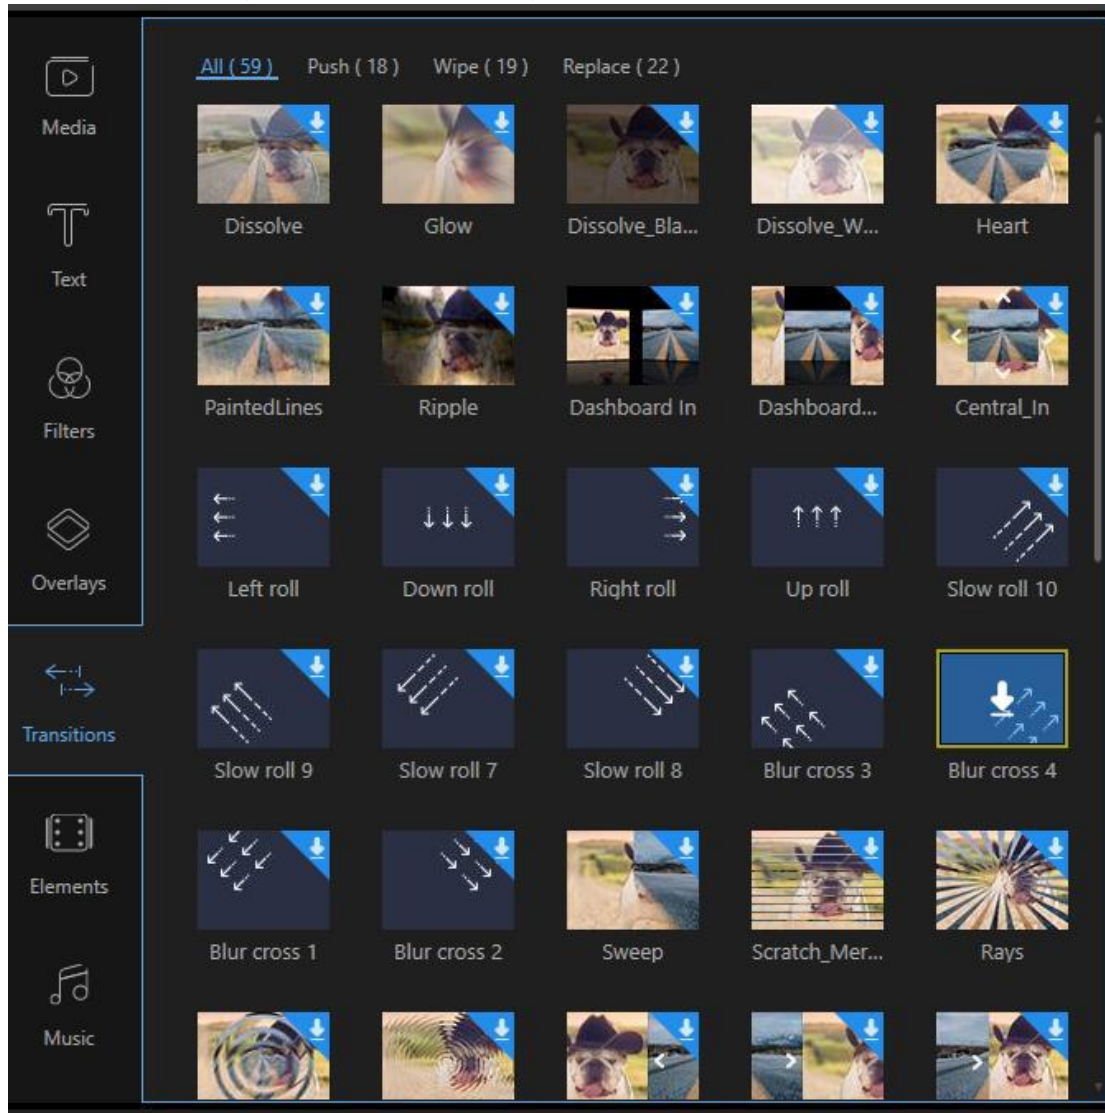 All ( 59 ) Push ( 18 ) Wipe ( 19 ) Replace ( 22 )
Media
Text
Filters
Overlays
Transitions
Elements
Music
Dissolve Glow Dissolve_Bla... Dissolve_W... Heart
PaintedLines Ripple Dashboard In Dashboard... Central_In
Left roll Down roll Right roll Up roll Slow roll 10
Slow roll 9 Slow roll 7 Slow roll 8 Blur cross 3 Blur cross 4
Blur cross 1 Blur cross 2 Sweep Scratch_Mer... Rays